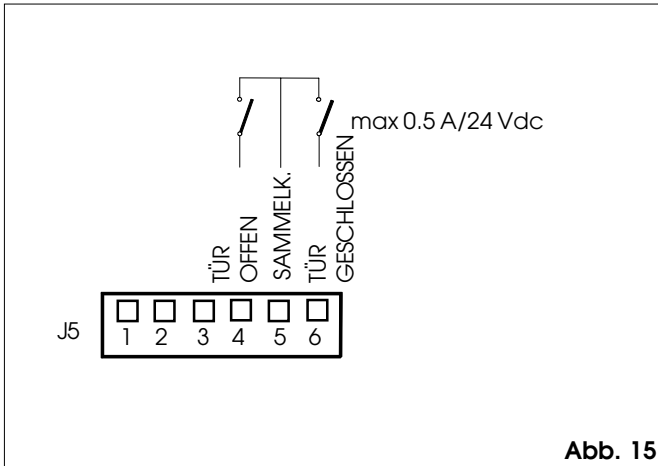 max 0.5 A/24 Vdc
TÜR
OFFEN
SAMMELK.
TÜR
GESCHLOSSEN
J5
1 2 3 4 5 6
Abb. 15